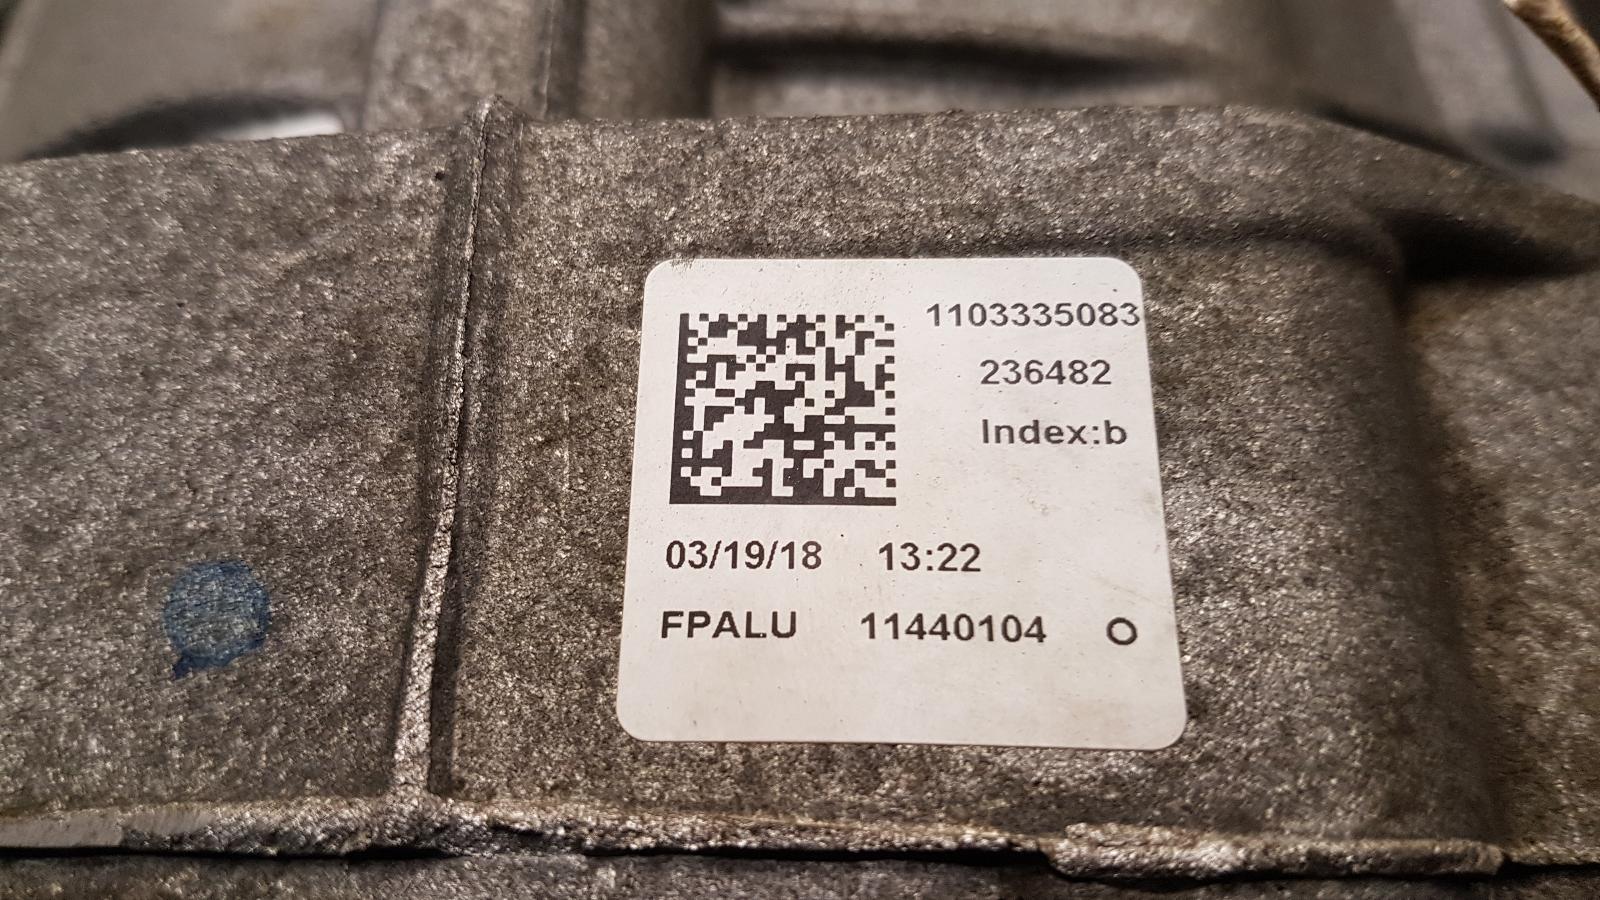 1103335083
236482
Index:b
03/19/18 13:22
FPALU 11440104 O